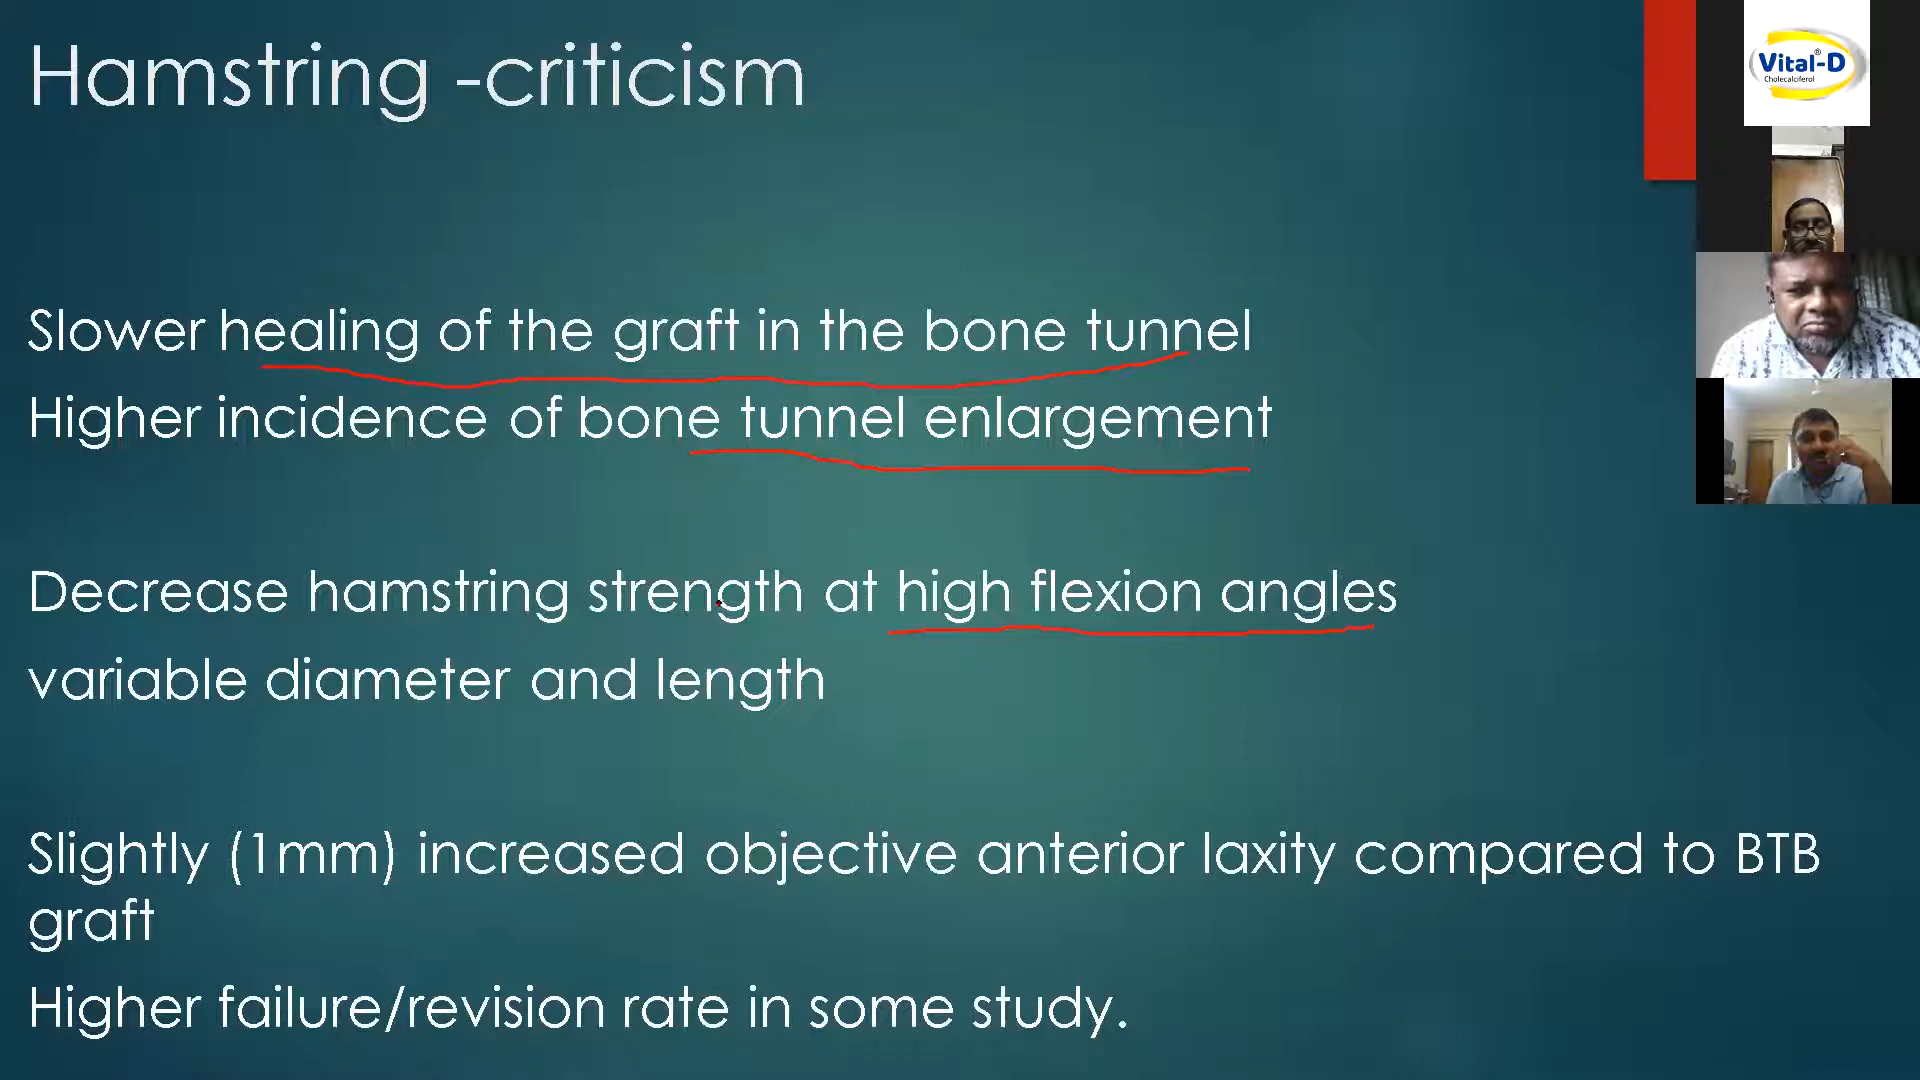 Hamstring -criticism
Vital-D®
Cholecalciferol
Slower healing of the graft in the bone tunnel
Higher incidence of bone tunnel enlargement
Decrease hamstring strength at high flexion angles
variable diameter and length
Slightly (1mm) increased objective anterior laxity compared to BTB
graft
Higher failure/revision rate in some study.